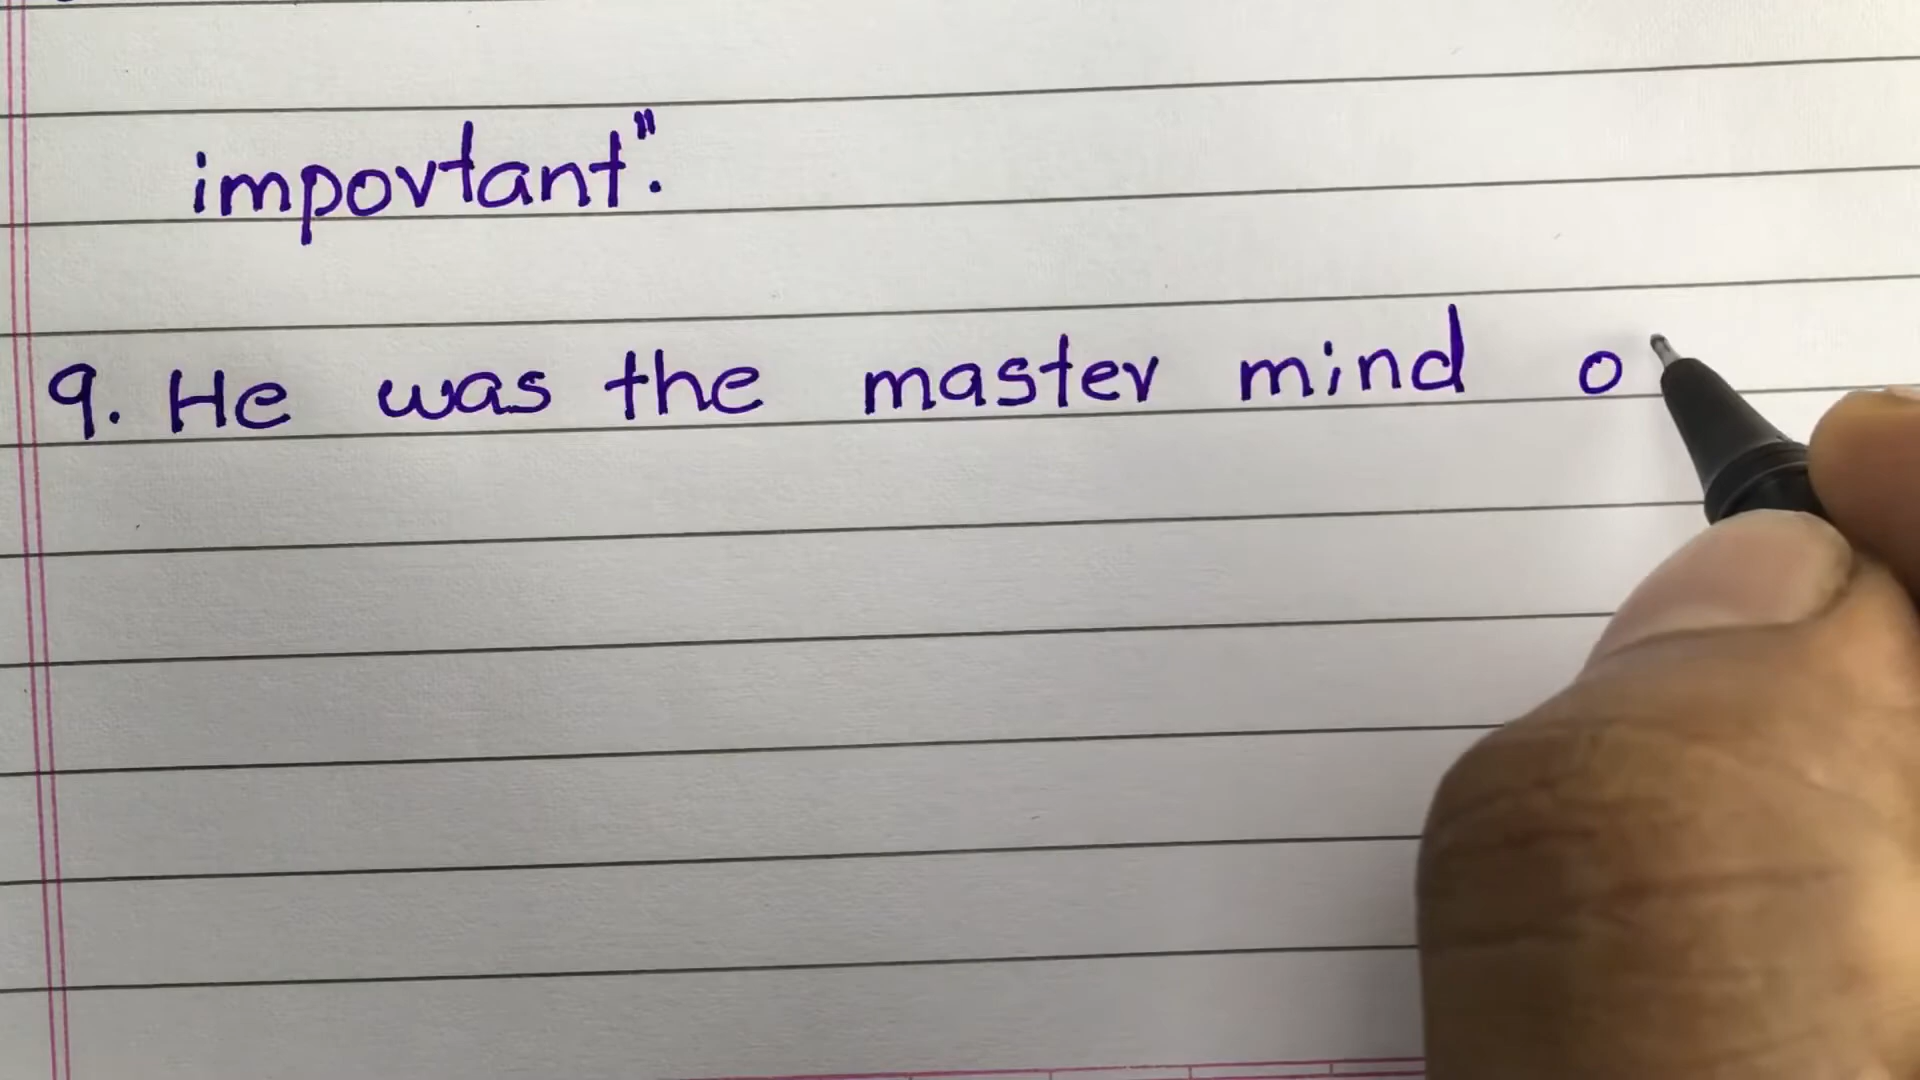 important".
9. He was the master mind o